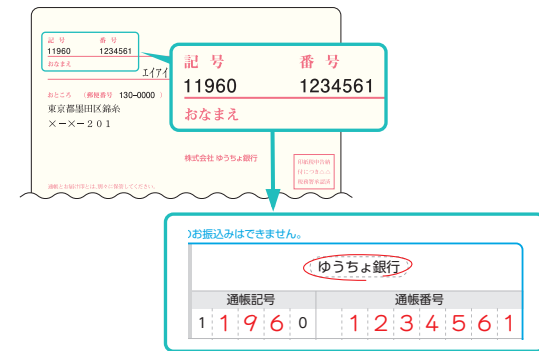 記 号 番 号
11960 1234561
おなまえ
エイアイ
おところ （郵便番号 130-0000 ）
東京都墨田区錦糸
×－×－２０１
株式会社 ゆうちょ銀行
記 号 番 号
11960 1234561
おなまえ
のお振込みはできません。
ゆうちょ銀行
通帳記号 通帳番号
1 1 9 6 0 1 2 3 4 5 6 1